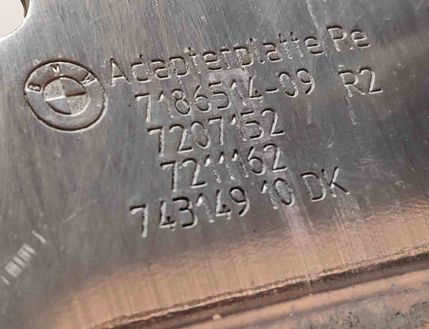 BMW Adapterplatte Re
7186514-09 R2
7207152
7211162
743149 10 DK